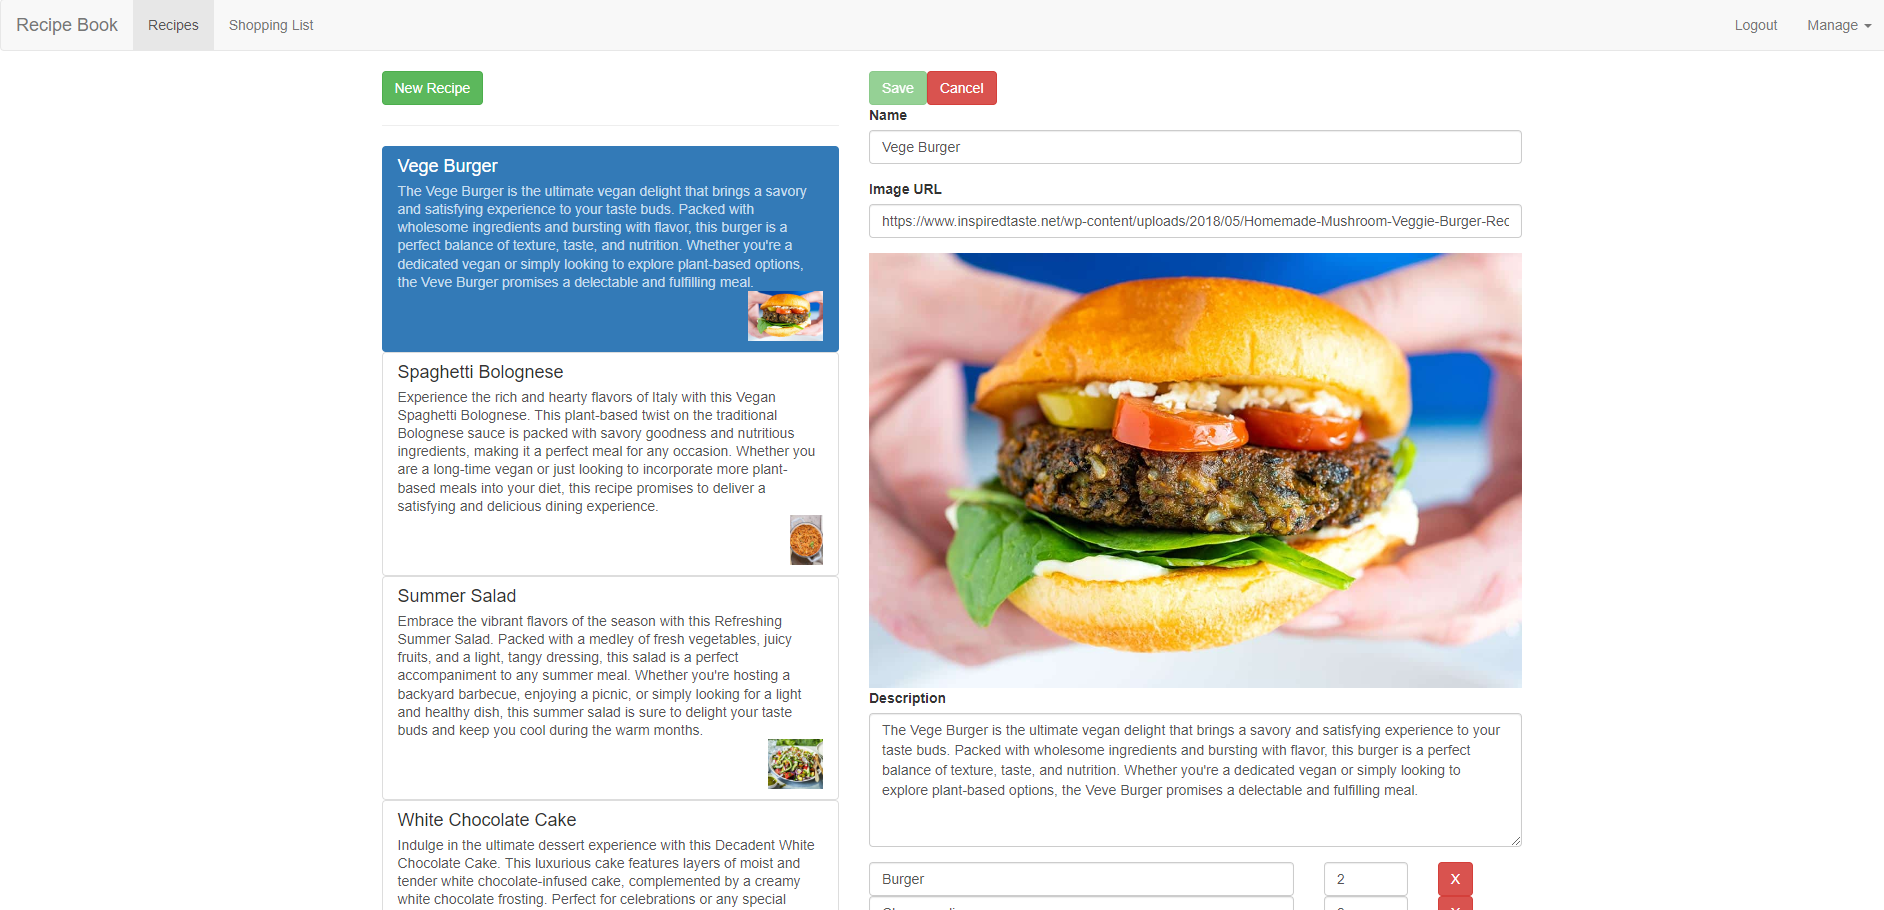 Recipe Book
Recipes
Shopping List
Logout
Manage
New Recipe
Vege Burger
The Vege Burger is the ultimate vegan delight that brings a savory
and satisfying experience to your taste buds. Packed with
wholesome ingredients and bursting with flavor, this burger is a
perfect balance of texture, taste, and nutrition. Whether you're a
dedicated vegan or simply looking to explore plant-based options,
the Veve Burger promises a delectable and fulfilling meal.
Spaghetti Bolognese
Experience the rich and hearty flavors of Italy with this Vegan
Spaghetti Bolognese. This plant-based twist on the traditional
Bolognese sauce is packed with savory goodness and nutritious
ingredients, making it a perfect meal for any occasion. Whether you
are a long-time vegan or just looking to incorporate more plant-
based meals into your diet, this recipe promises to deliver a
satisfying and delicious dining experience.
Summer Salad
Embrace the vibrant flavors of the season with this Refreshing
Summer Salad. Packed with a medley of fresh vegetables, juicy
fruits, and a light, tangy dressing, this salad is a perfect
accompaniment to any summer meal. Whether you're hosting a
backyard barbecue, enjoying a picnic, or simply looking for a light
and healthy dish, this summer salad is sure to delight your taste
buds and keep you cool during the warm months.
White Chocolate Cake
Indulge in the ultimate dessert experience with this Decadent White
Chocolate Cake. This luxurious cake features layers of moist and
tender white chocolate-infused cake, complemented by a creamy
white chocolate frosting. Perfect for celebrations or any special
Save
Cancel
Name
Vege Burger
Image URL
https://www.inspiredtaste.net/wp-content/uploads/2018/05/Homemade-Mushroom-Veggie-Burger-Rec
Description
The Vege Burger is the ultimate vegan delight that brings a savory and satisfying experience to your
taste buds. Packed with wholesome ingredients and bursting with flavor, this burger is a perfect
balance of texture, taste, and nutrition. Whether you're a dedicated vegan or simply looking to
explore plant-based options, the Veve Burger promises a delectable and fulfilling meal.
Burger
2
X